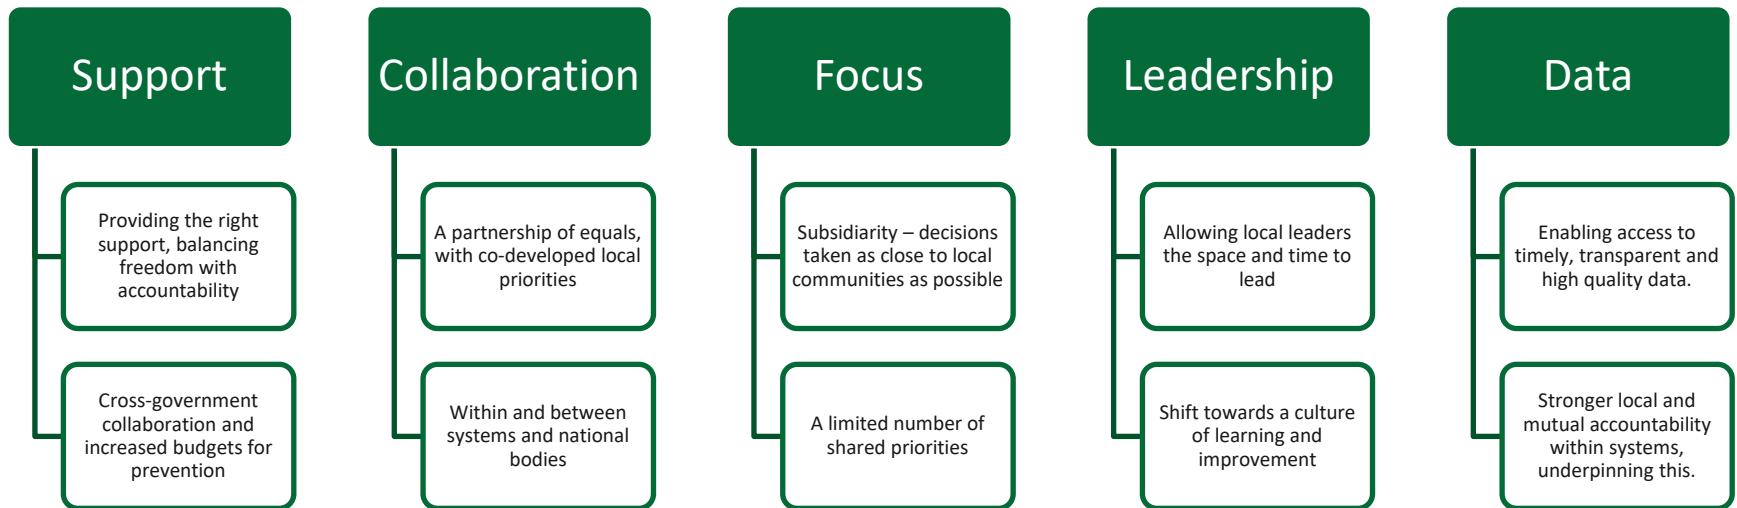 Support
Providing the right
support, balancing
freedom with
accountability
Cross-government
collaboration and
increased budgets for
prevention
Collaboration
A partnership of equals,
with co-developed local
priorities
Within and between
systems and national
bodies
Focus
Subsidiarity – decisions
taken as close to local
communities as possible
A limited number of
shared priorities
Leadership
Allowing local leaders
the space and time to
lead
Shift towards a culture
of learning and
improvement
Data
Enabling access to
timely, transparent and
high quality data.
Stronger local and
mutual accountability
within systems,
underpinning this.